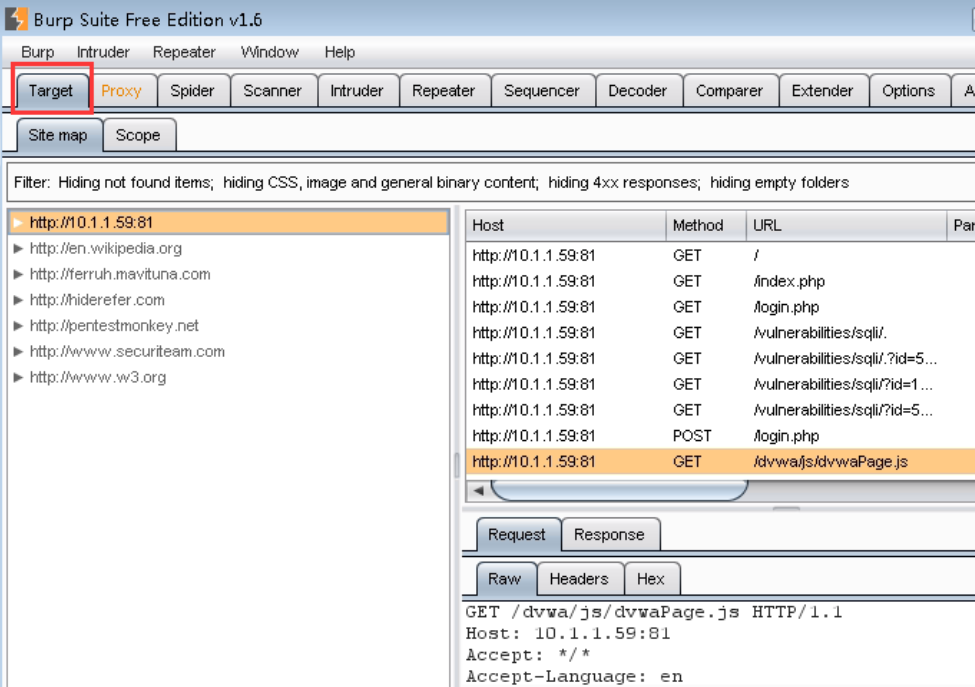 Burp Suite Free Edition v1.6
Burp Intruder Repeater Window Help
Target Proxy Spider Scanner Intruder Repeater Sequencer Decoder Comparer Extender Options A
Site map Scope
Filter: Hiding not found items; hiding CSS, image and general binary content; hiding 4xx responses; hiding empty folders
http://10.1.1.59:81
http://en.wikipedia.org
http://ferruh.mavituna.com
http://hiderefer.com
http://pentestmonkey.net
http://www.securiteam.com
http://www.w3.org
Host Method URL Par
http://10.1.1.59:81 GET /
http://10.1.1.59:81 GET /index.php
http://10.1.1.59:81 GET /login.php
http://10.1.1.59:81 GET /vulnerabilities/sqli/.
http://10.1.1.59:81 GET /vulnerabilities/sqli/.?id=5...
http://10.1.1.59:81 GET /vulnerabilities/sqli/?id=1...
http://10.1.1.59:81 GET /vulnerabilities/sqli/?id=5...
http://10.1.1.59:81 POST /login.php
http://10.1.1.59:81 GET /dvwa/js/dvwaPage.js
Request Response
Raw Headers Hex
GET /dvwa/js/dvwaPage.js HTTP/1.1
Host: 10.1.1.59:81
Accept: */*
Accept-Language: en